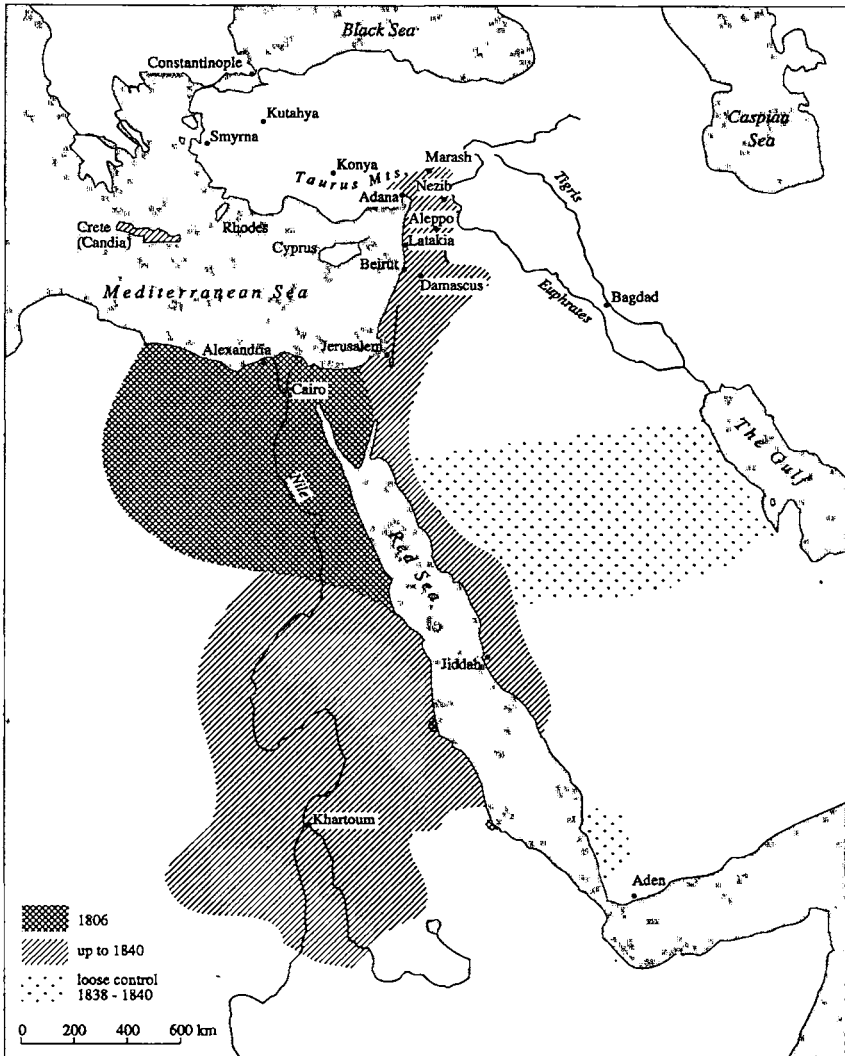 Black Sea
Constantinople
Caspian
Sea
Kutahya
Smyrna
Marash
Konya
Taurus Mts.
Nezib
Tigris
Adana
Aleppo
Rhodes
Crete
(Candia)
Latakia
Cyprus
Beirut
Damascus
Mediterranean Sea
Euphrates
Bagdad
Alexandria
Jerusalem
Cairo
The Gulf
Nile
Red Sea
Jiddah
Khartoum
Aden
1806
up to 1840
loose control
1838 - 1840
0 200 400 600 km